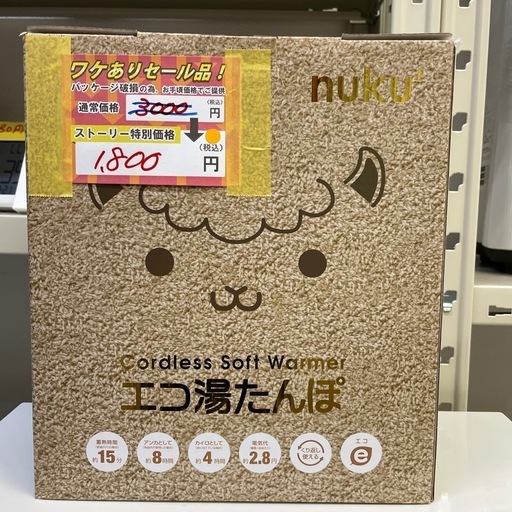 ワケありセール品！
パッケージ破損の為、お手頃価格でご提供
通常価格 3000 (税込) 円
ストーリー特別価格 (税込)
1,800 円
nuku²
Cordless Soft Warmer
エコ湯たんぽ
蓄熱時間 アンカとして カイロとして 電気代 くり返し使える エコ
約15分 約8時間 約4時間 約2.8円 e